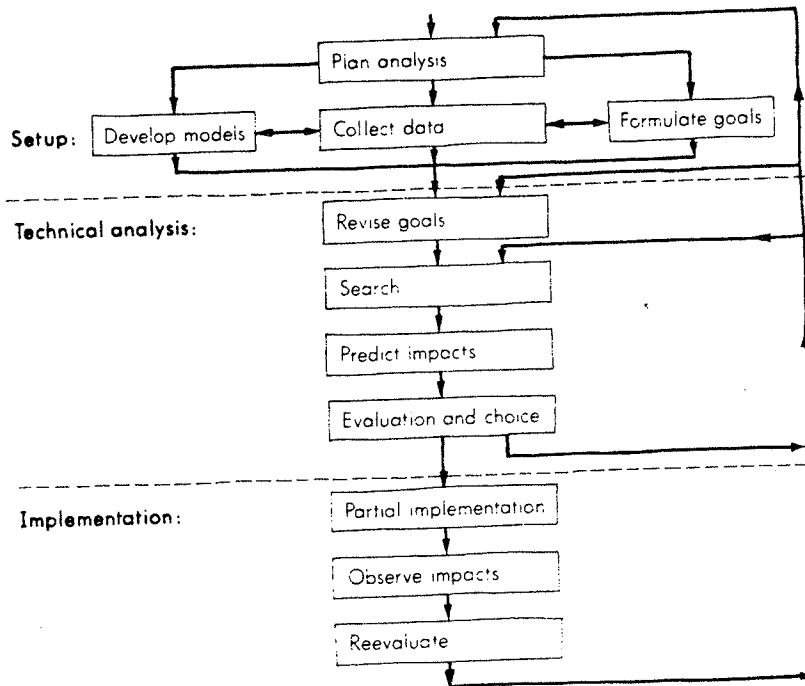 Plan analysis
Setup:
Develop models
Collect data
Formulate goals
Technical analysis:
Revise goals
Search
Predict impacts
Evaluation and choice
Implementation:
Partial implementation
Observe impacts
Reevaluate